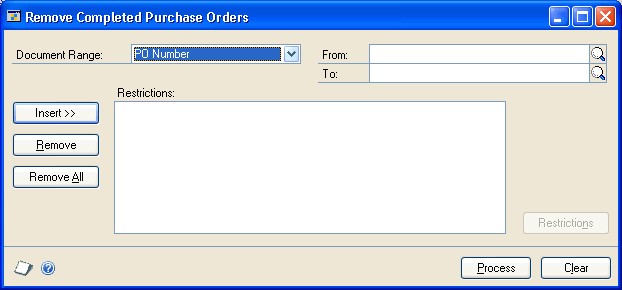 Remove Completed Purchase Orders
Document Range: PO Number From:
To:
Restrictions:
Insert >>
Remove
Remove All
Restrictions
Process Clear